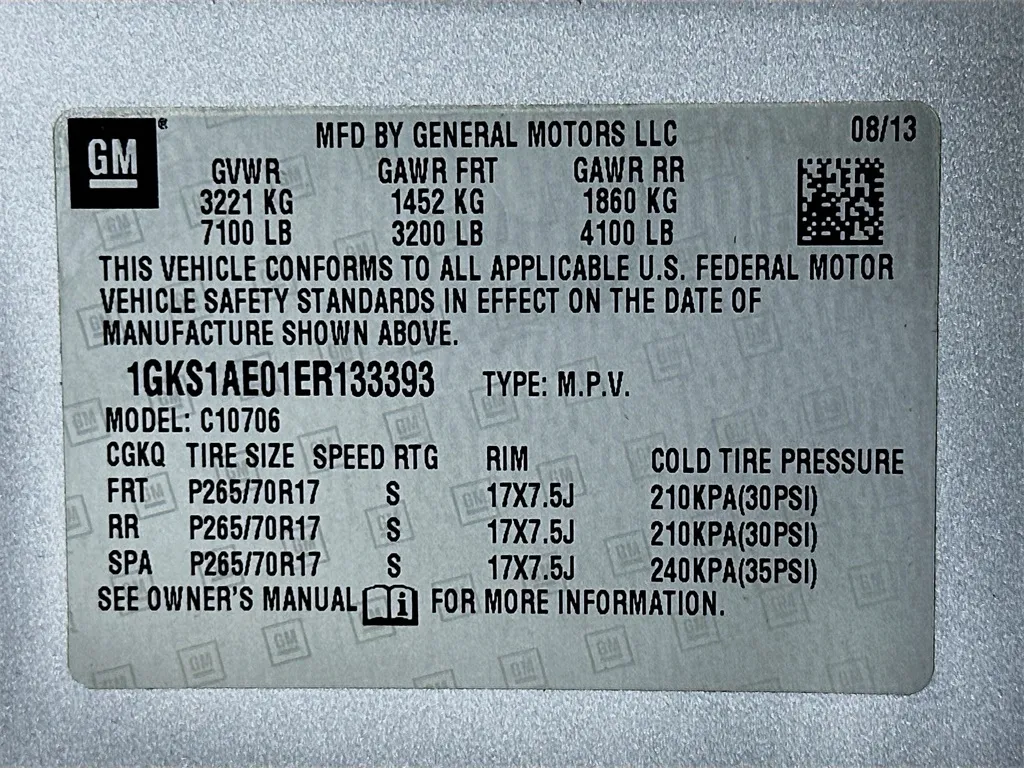 GM ® MFD BY GENERAL MOTORS LLC 08/13
GVWR GAWR FRT GAWR RR
3221 KG 1452 KG 1860 KG
7100 LB 3200 LB 4100 LB
THIS VEHICLE CONFORMS TO ALL APPLICABLE U.S. FEDERAL MOTOR
VEHICLE SAFETY STANDARDS IN EFFECT ON THE DATE OF
MANUFACTURE SHOWN ABOVE.
1GKS1AE01ER133393 TYPE: M.P.V.
MODEL: C10706
CGKQ TIRE SIZE SPEED RTG RIM COLD TIRE PRESSURE
FRT P265/70R17 S 17X7.5J 210KPA(30PSI)
RR P265/70R17 S 17X7.5J 210KPA(30PSI)
SPA P265/70R17 S 17X7.5J 240KPA(35PSI)
SEE OWNER'S MANUAL i FOR MORE INFORMATION.